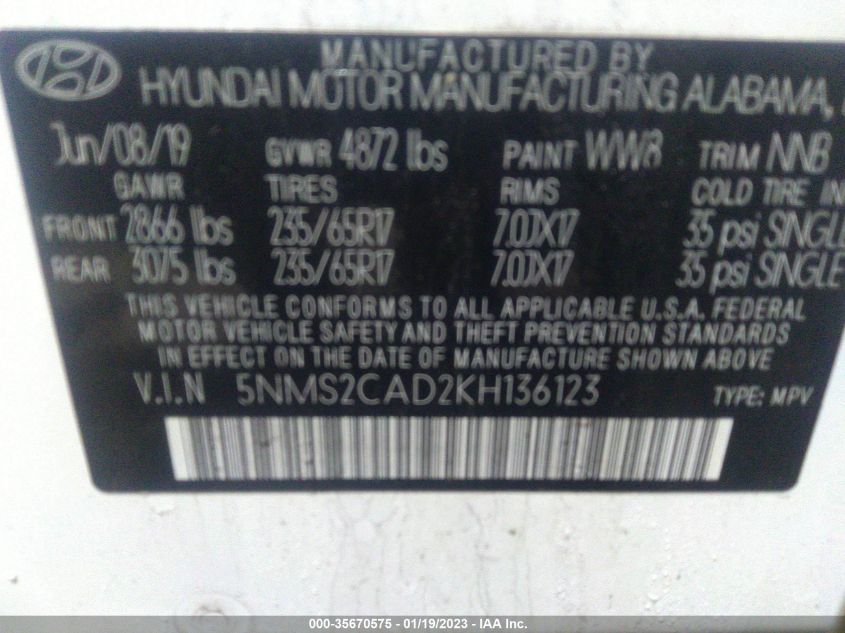 MANUFACTURED BY
HYUNDAI MOTOR MANUFACTURING ALABAMA,
Jun/08/19 GVWR 4872 lbs PAINT WW8 TRIM NNB
GAWR TIRES RIMS COLD TIRE IN
FRONT 2866 lbs 235/65R17 7.0JX17 35 psi SINGLE
REAR 3075 lbs 235/65R17 7.0JX17 35 psi SINGLE
THIS VEHICLE CONFORMS TO ALL APPLICABLE U.S.A. FEDERAL
MOTOR VEHICLE SAFETY AND THEFT PREVENTION STANDARDS
IN EFFECT ON THE DATE OF MANUFACTURE SHOWN ABOVE
V.I.N 5NMS2CAD2KH136123 TYPE: MPV
000-35670575 - 01/19/2023 - IAA Inc.